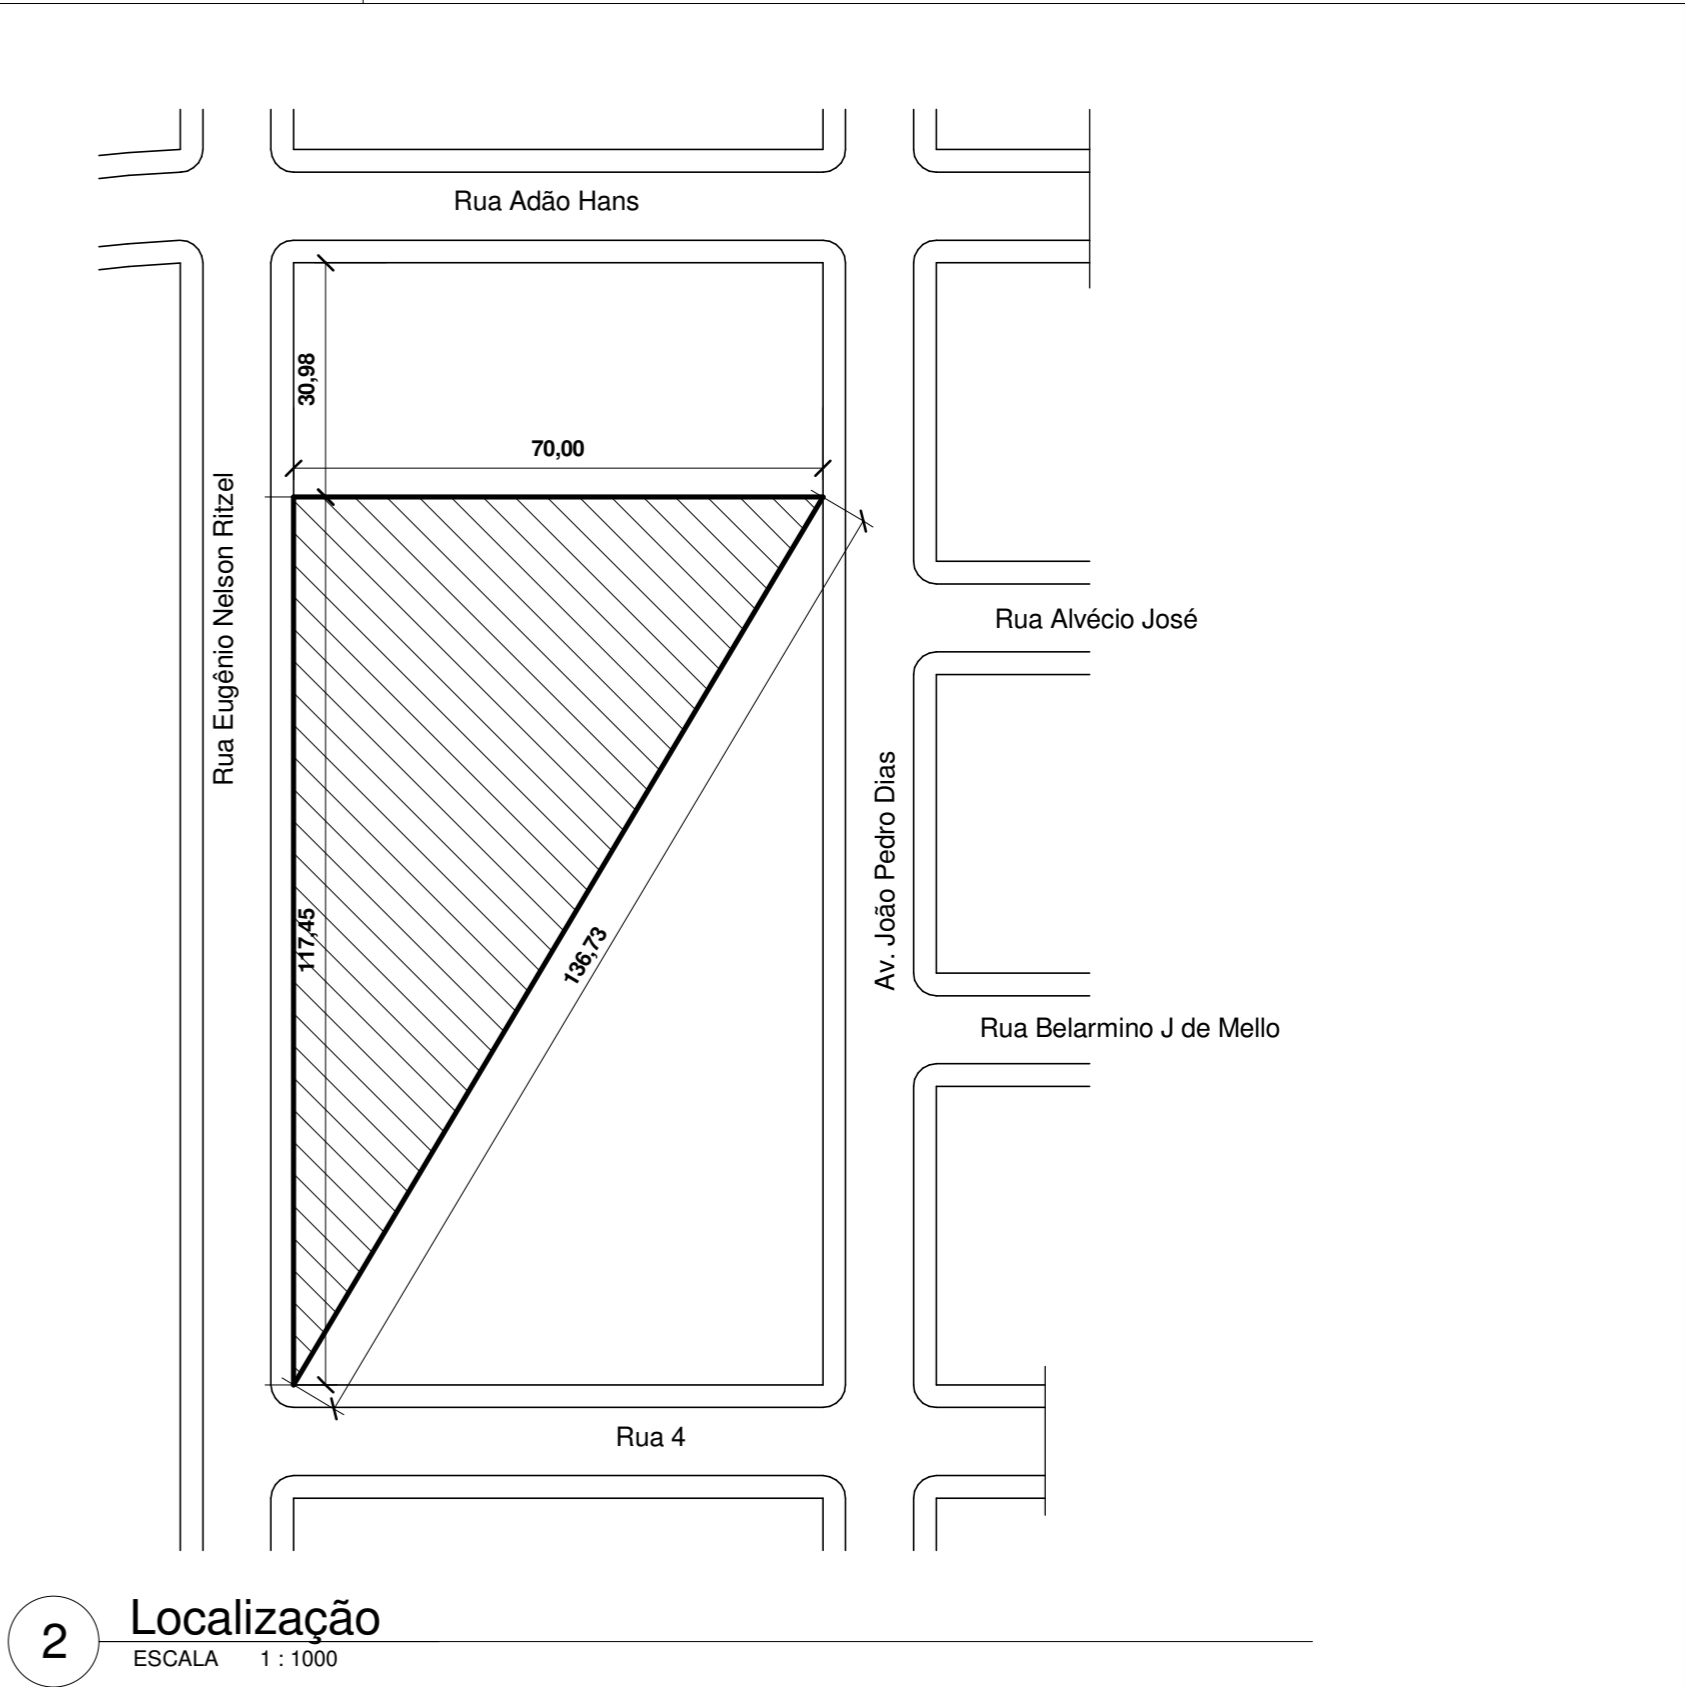 Rua Adão Hans
30,98
70,00
Rua Eugênio Nelson Ritzel
Rua Alvécio José
Av. João Pedro Dias
117,45
136,73
Rua Belarmino J de Mello
Rua 4
2
Localização
ESCALA 1 : 1000